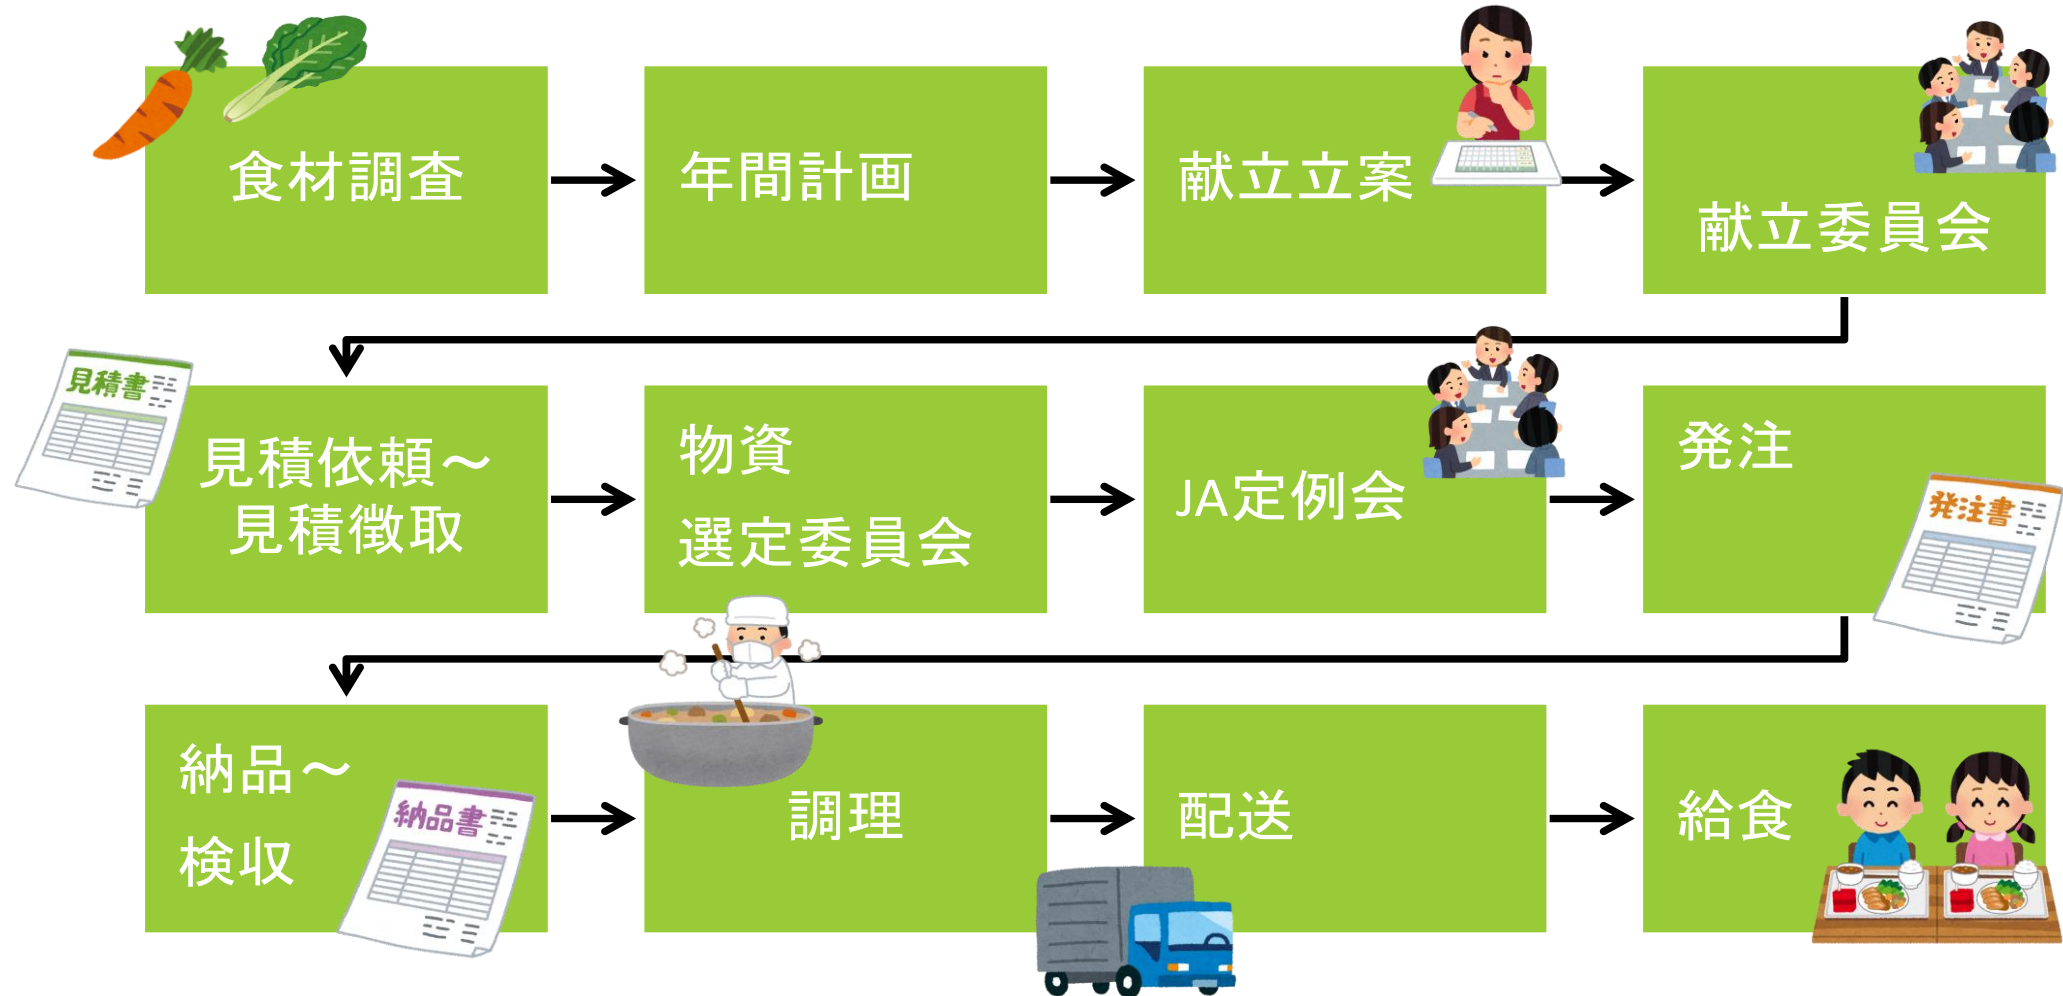 食材調査
年間計画
献立立案
献立委員会
見積書
見積依頼～
見積徴取
物資
選定委員会
JA定例会
発注
発注書
納品～
検収
納品書
調理
配送
給食